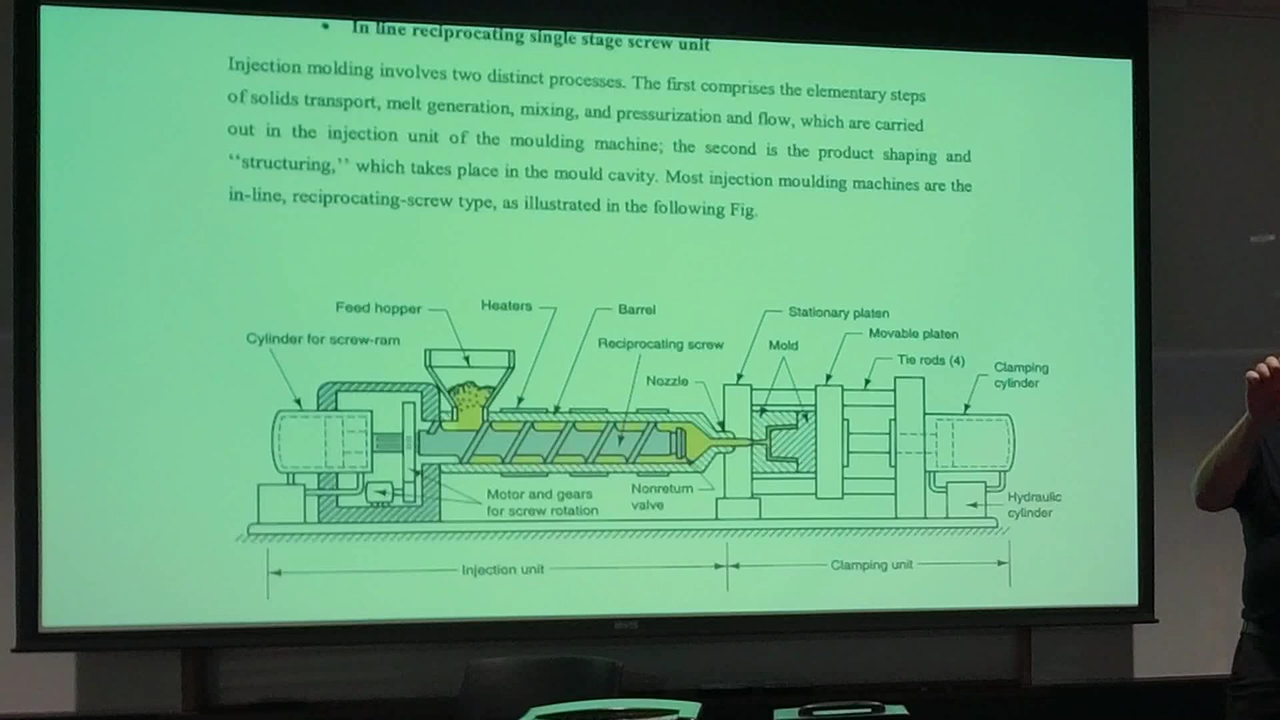 • In line reciprocating single stage screw unit
Injection molding involves two distinct processes. The first comprises the elementary steps
of solids transport, melt generation, mixing, and pressurization and flow, which are carried
out in the injection unit of the moulding machine; the second is the product shaping and
‘‘structuring,’’ which takes place in the mould cavity. Most injection moulding machines are the
in-line, reciprocating-screw type, as illustrated in the following Fig.
Feed hopper
Heaters
Barrel
Stationary platen
Cylinder for screw-ram
Reciprocating screw
Mold
Movable platen
Tie rods (4)
Nozzle
Clamping
cylinder
Motor and gears
for screw rotation
Nonreturn
valve
Hydraulic
cylinder
Injection unit
Clamping unit